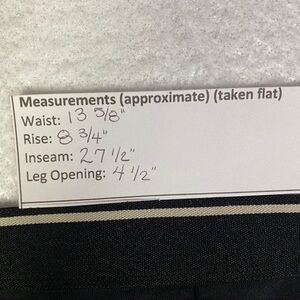 Measurements (approximate) (taken flat)
Waist: 13 5/8"
Rise: 8 3/4"
Inseam: 27 1/2"
Leg Opening: 4 1/2"